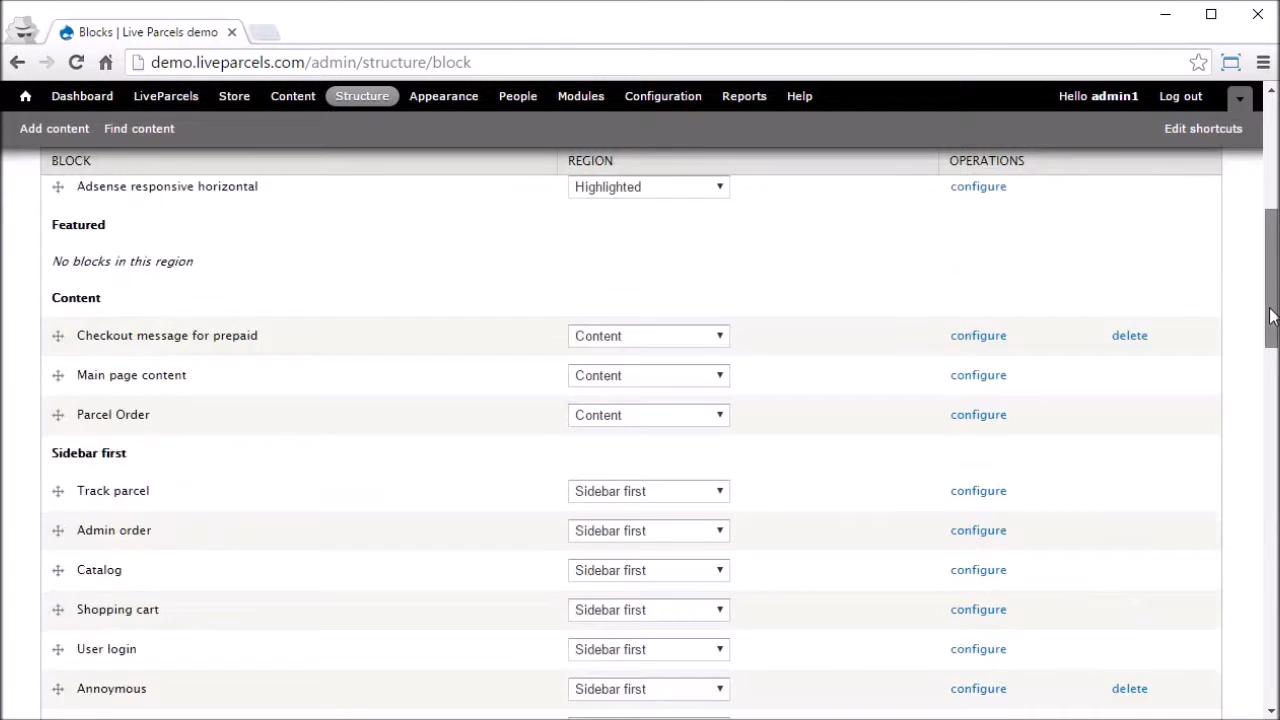 Blocks | Live Parcels demo
demo.liveparcels.com/admin/structure/block
Dashboard LiveParcels Store Content Structure Appearance People Modules Configuration Reports Help Hello admin1 Log out
Add content Find content Edit shortcuts
BLOCK REGION OPERATIONS
Adsense responsive horizontal Highlighted configure
Featured
No blocks in this region
Content
Checkout message for prepaid Content configure delete
Main page content Content configure
Parcel Order Content configure
Sidebar first
Track parcel Sidebar first configure
Admin order Sidebar first configure
Catalog Sidebar first configure
Shopping cart Sidebar first configure
User login Sidebar first configure
Annoymous Sidebar first configure delete